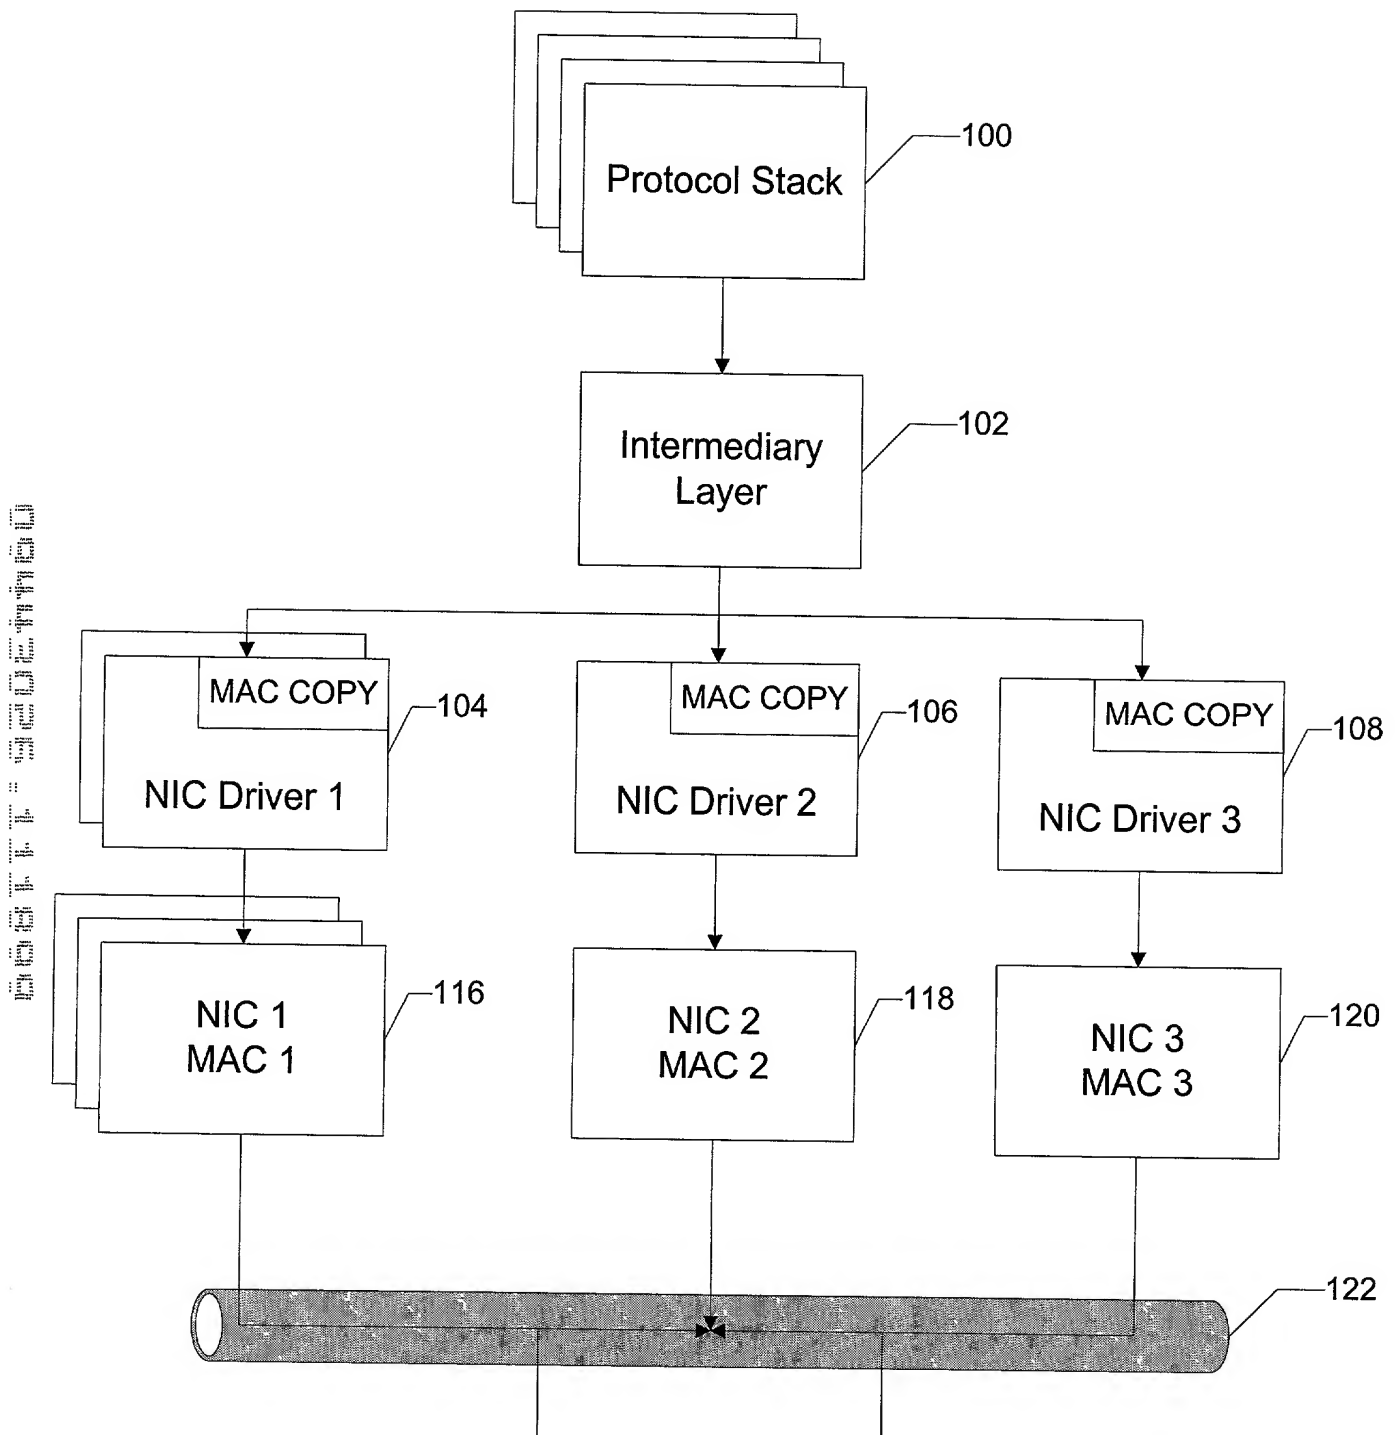 Protocol Stack
100
Intermediary
Layer
102
MAC COPY
104
NIC Driver 1
MAC COPY
106
NIC Driver 2
MAC COPY
108
NIC Driver 3
NIC 1
MAC 1
116
NIC 2
MAC 2
118
NIC 3
MAC 3
120
122